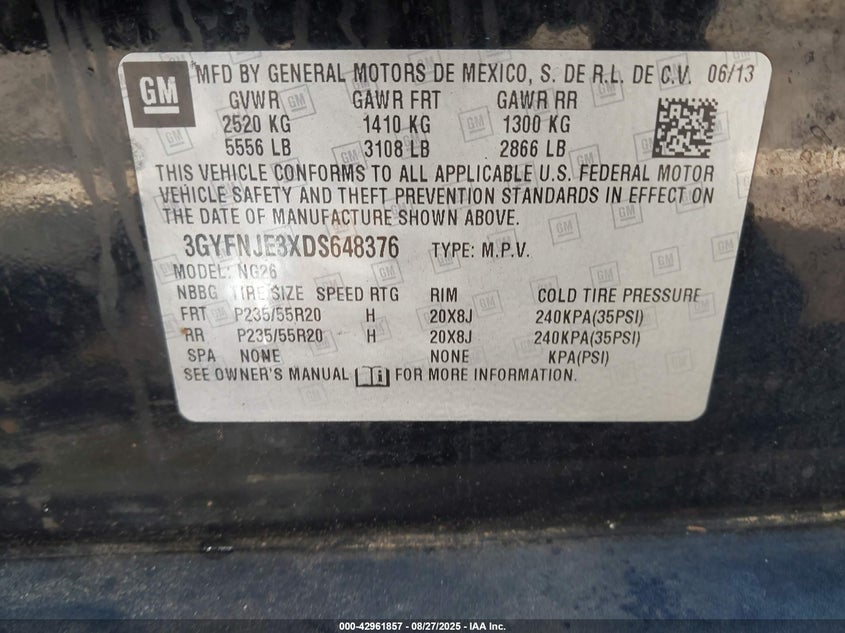 GM
MFD BY GENERAL MOTORS DE MEXICO, S. DE R.L. DE C.V. 06/13
GVWR GAWR FRT GAWR RR
2520 KG 1410 KG 1300 KG
5556 LB 3108 LB 2866 LB
THIS VEHICLE CONFORMS TO ALL APPLICABLE U.S. FEDERAL MOTOR
VEHICLE SAFETY AND THEFT PREVENTION STANDARDS IN EFFECT ON
THE DATE OF MANUFACTURE SHOWN ABOVE.
3GYFNJE3XDS648376 TYPE: M.P.V.
MODEL: NG26
NBBG TIRE SIZE SPEED RTG RIM COLD TIRE PRESSURE
FRT P235/55R20 H 20X8J 240KPA(35PSI)
RR P235/55R20 H 20X8J 240KPA(35PSI)
SPA NONE NONE KPA(PSI)
SEE OWNER'S MANUAL FOR MORE INFORMATION.
000-42961857 | 08/27/2025 | IAA Inc.